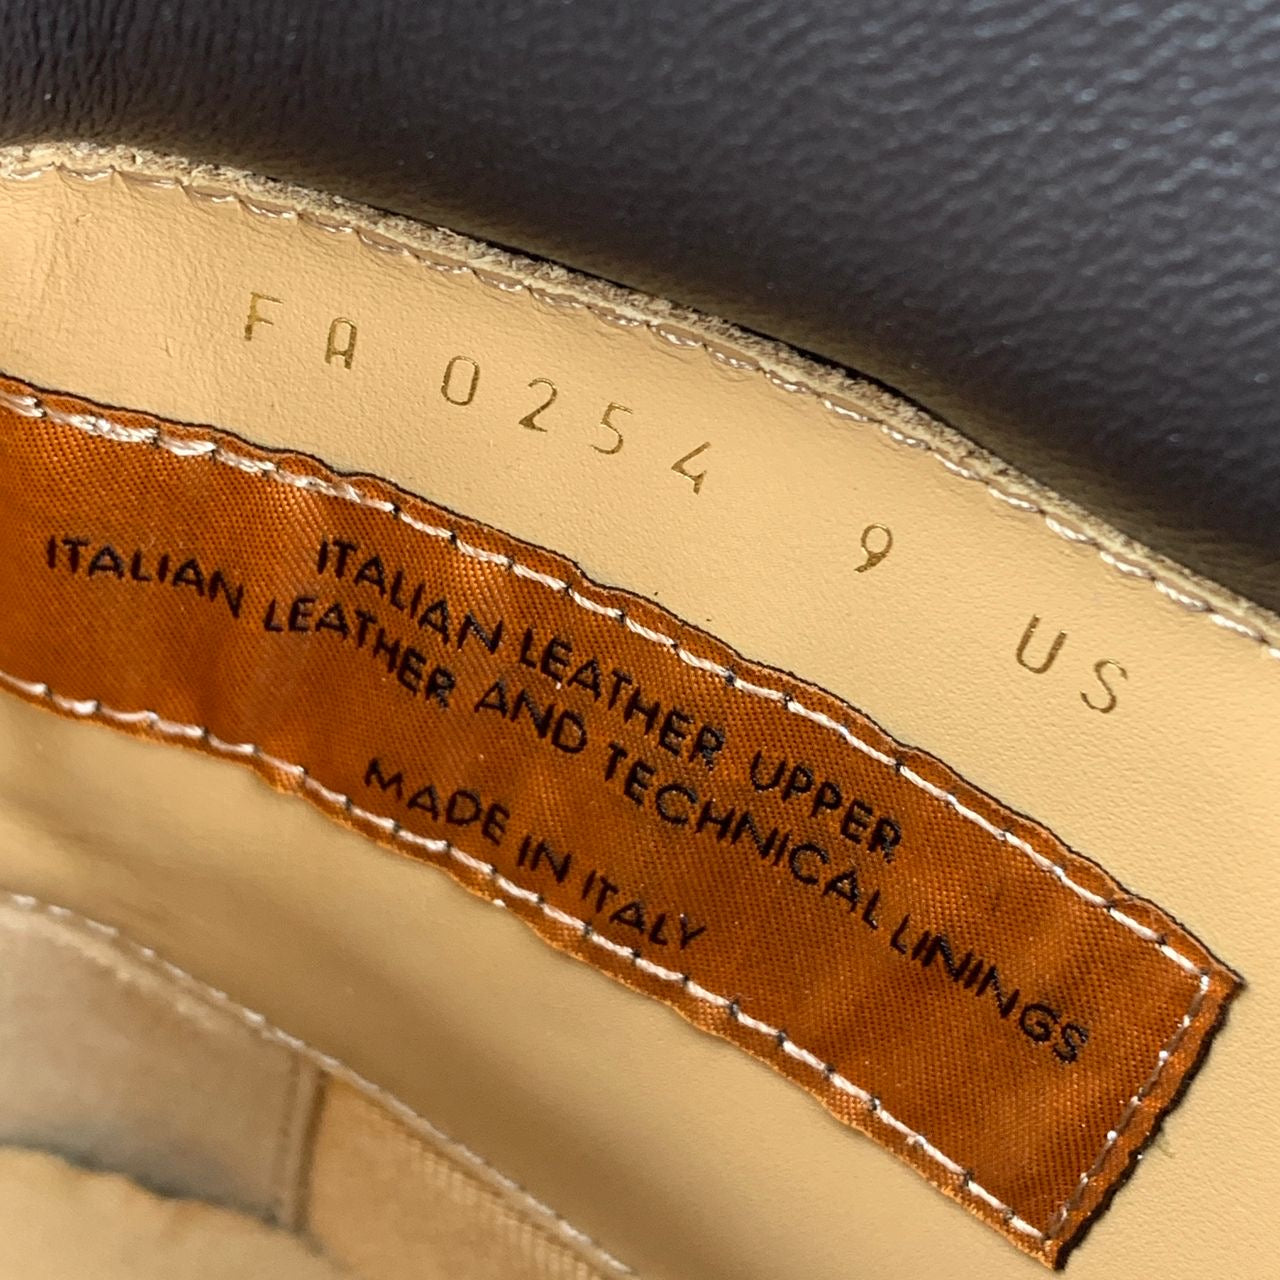 FA 0254 9 US
ITALIAN LEATHER UPPER
ITALIAN LEATHER AND TECHNICAL LININGS
MADE IN ITALY